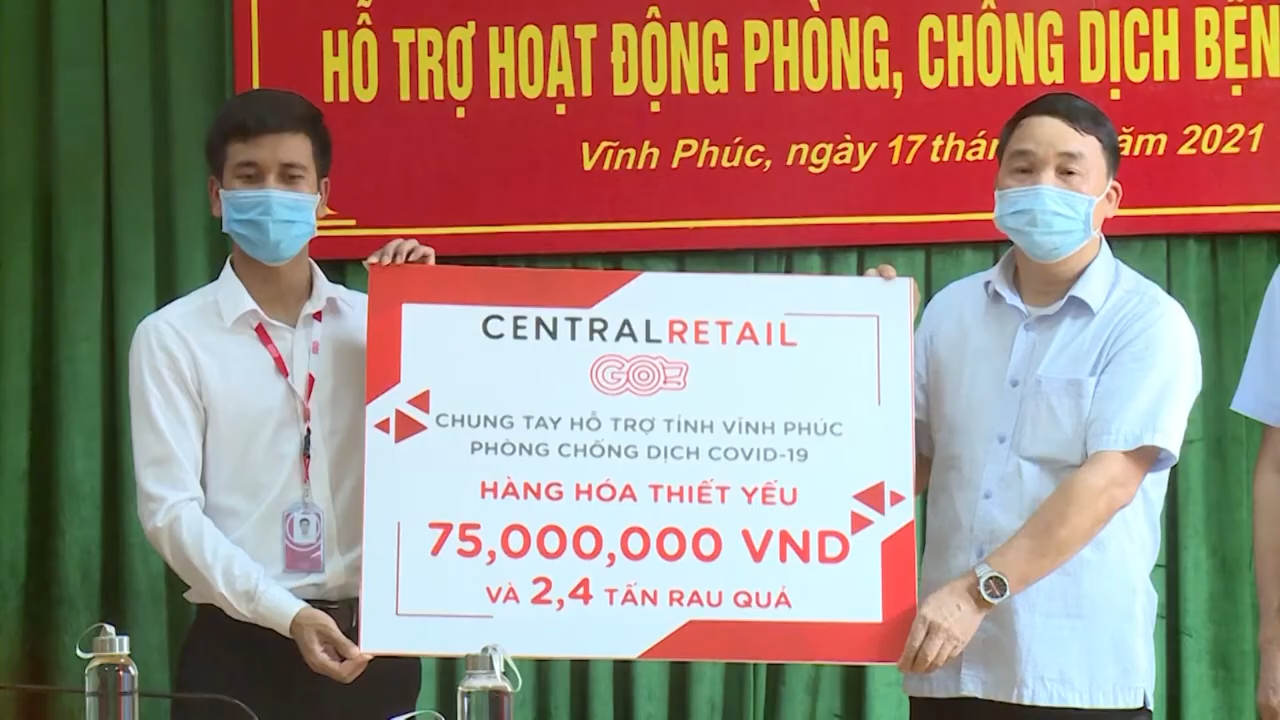 HỖ TRỢ HOẠT ĐỘNG PHÒNG, CHỐNG DỊCH BỆN
Vĩnh Phúc, ngày 17 thán ăm 2021
CENTRALRETAIL
GO!
CHUNG TAY HỖ TRỢ TỈNH VĨNH PHÚC
PHÒNG CHỐNG DỊCH COVID-19
HÀNG HÓA THIẾT YẾU
75,000,000 VND
VÀ 2,4 TẤN RAU QUẢ